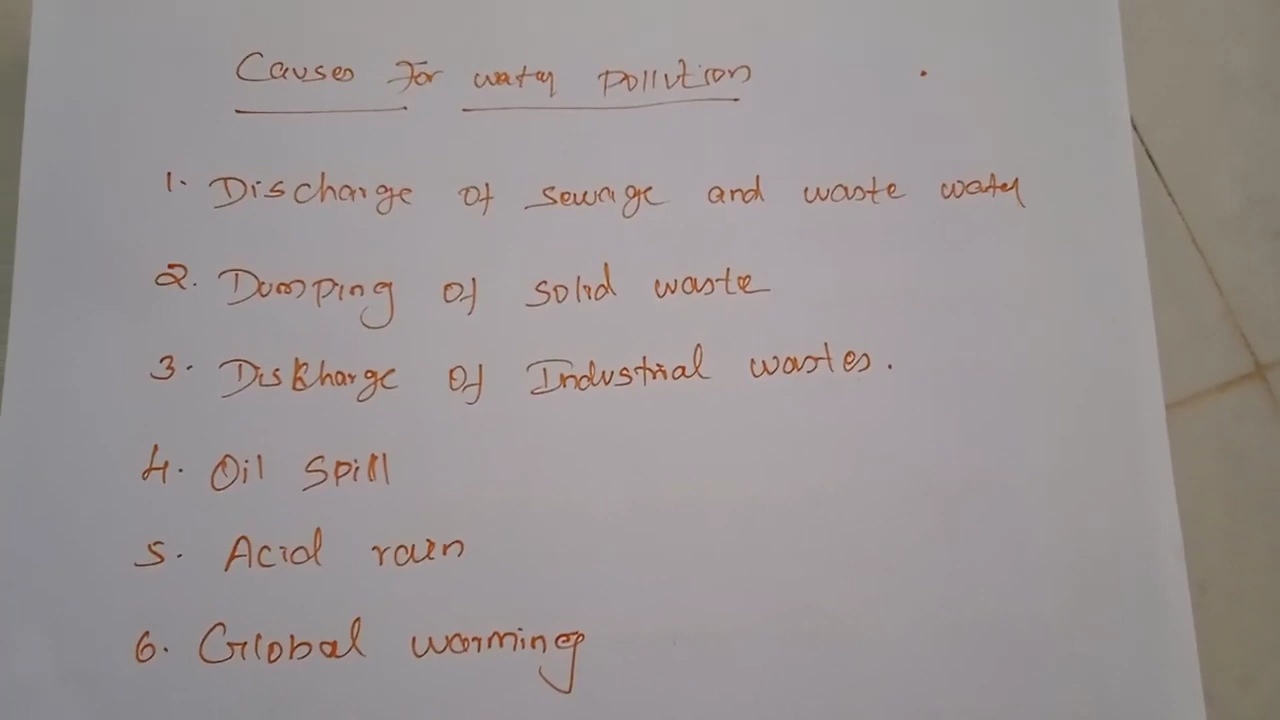 Causes for water pollution
1. Discharge of sewage and waste water
2. Dumping of solid waste
3. Discharge of Industrial wastes.
4. Oil Spill
5. Acid rain
6. Global warming